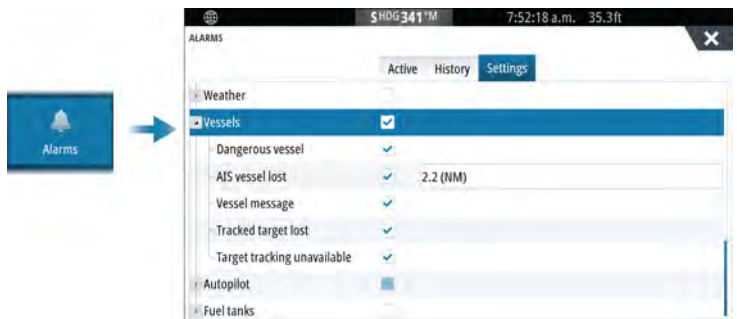 SHDG341°M 7:52:18 a.m. 35.3ft
ALARMS
Active History Settings
Weather
Vessels
Alarms
Dangerous vessel
AIS vessel lost 2.2 (NM)
Vessel message
Tracked target lost
Target tracking unavailable
Autopilot
Fuel tanks